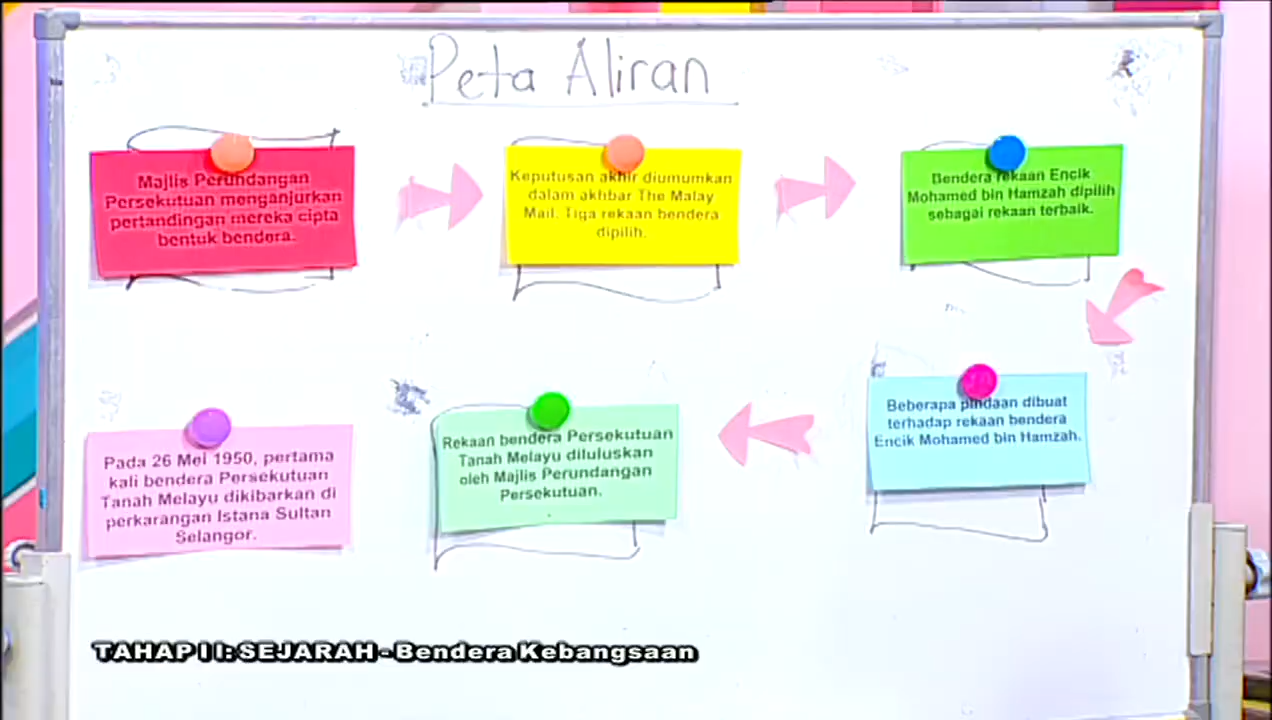 Peta Aliran
Majlis Perundangan
Persekutuan menganjurkan
pertandingan mereka cipta
bentuk bendera.
Keputusan akhir diumumkan
dalam akhbar The Malay
Mail. Tiga rekaan bendera
dipilih.
Bendera rekaan Encik
Mohamed bin Hamzah dipilih
sebagai rekaan terbaik.
Beberapa pindaan dibuat
terhadap rekaan bendera
Encik Mohamed bin Hamzah.
Rekaan bendera Persekutuan
Tanah Melayu diluluskan
oleh Majlis Perundangan
Persekutuan.
Pada 26 Mei 1950, pertama
kali bendera Persekutuan
Tanah Melayu dikibarkan di
perkarangan Istana Sultan
Selangor.
TAHAP II: SEJARAH - Bendera Kebangsaan